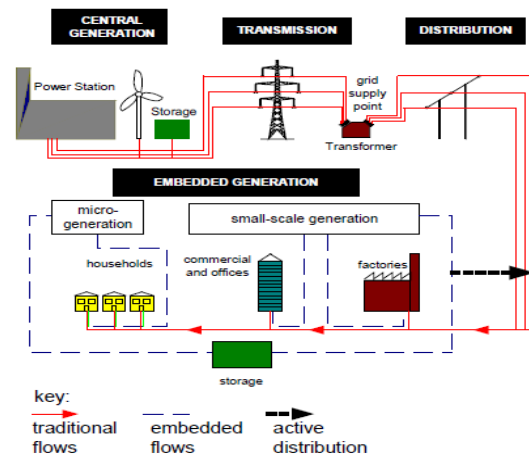 CENTRAL
GENERATION
TRANSMISSION
DISTRIBUTION
Power Station
Storage
grid
supply
point
Transformer
EMBEDDED GENERATION
micro-
generation
small-scale generation
households
commercial
and offices
factories
storage
key:
traditional
flows
embedded
flows
active
distribution